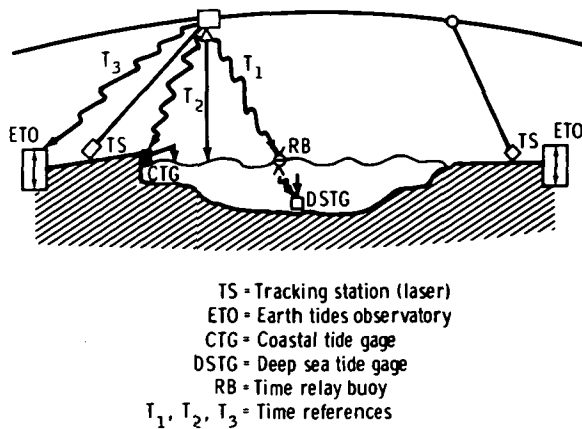 T3
T2
T1
ETO
TS
CTG
RB
DSTG
TS
ETO
TS = Tracking station (laser)
ETO = Earth tides observatory
CTG = Coastal tide gage
DSTG = Deep sea tide gage
RB = Time relay buoy
T1, T2, T3 = Time references